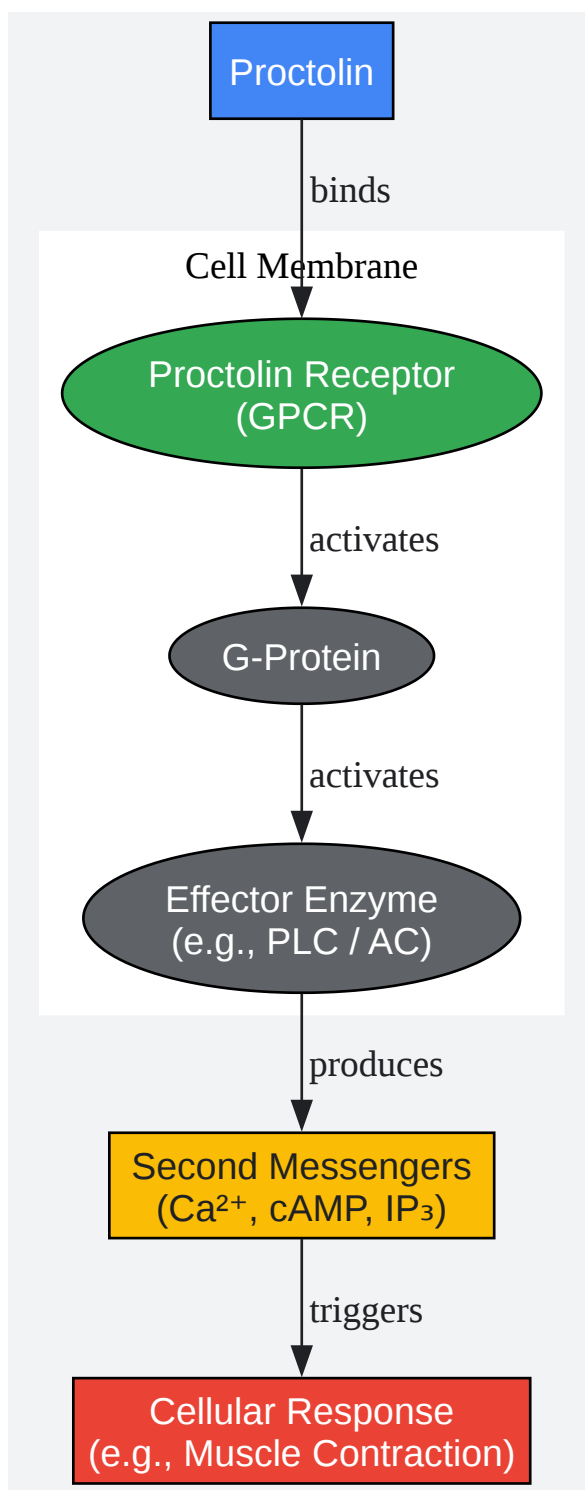 Proctolin
binds
Cell Membrane
Proctolin Receptor
(GPCR)
activates
G-Protein
activates
Effector Enzyme
(e.g., PLC / AC)
produces
Second Messengers
(Ca²⁺, cAMP, IP₃)
triggers
Cellular Response
(e.g., Muscle Contraction)